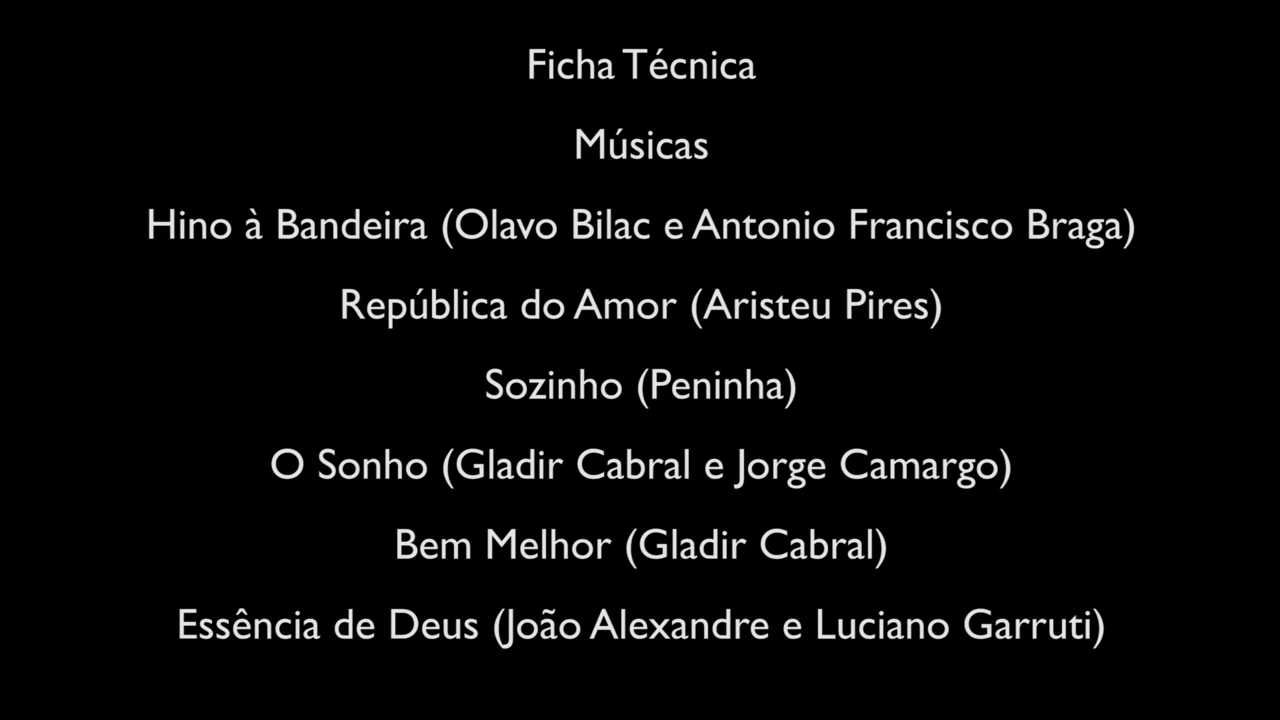 Ficha Técnica
Músicas
Hino à Bandeira (Olavo Bilac e Antonio Francisco Braga)
República do Amor (Aristeu Pires)
Sozinho (Peninha)
O Sonho (Gladir Cabral e Jorge Camargo)
Bem Melhor (Gladir Cabral)
Essência de Deus (João Alexandre e Luciano Garruti)